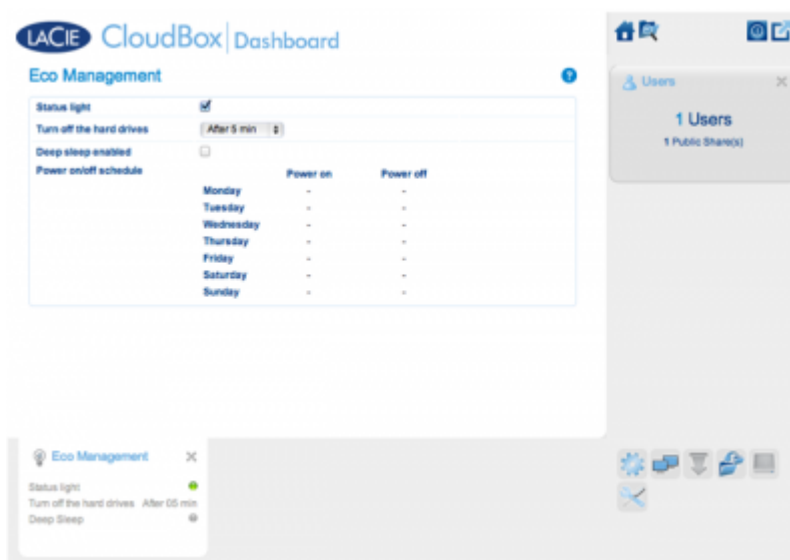 LACIE CloudBox Dashboard
Eco Management
?
Status light
Turn off the hard drives After 5 min
Deep sleep enabled
Power on/off schedule
Power on Power off
Monday - -
Tuesday - -
Wednesday - -
Thursday - -
Friday - -
Saturday - -
Sunday - -
Users
1 Users
1 Public Share(s)
Eco Management
Status light
Turn off the hard drives After 05 min
Deep Sleep